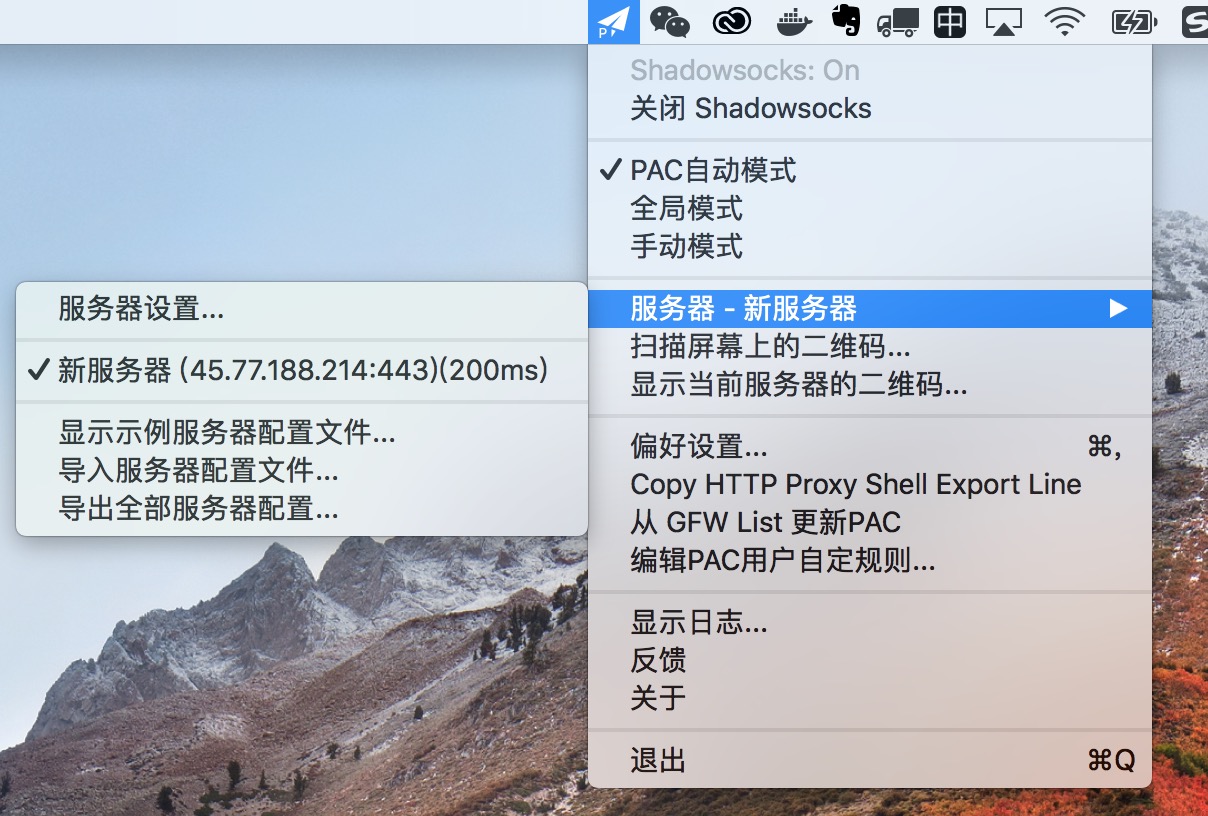 P
中
Shadowsocks: On
关闭 Shadowsocks
✓ PAC自动模式
全局模式
手动模式
服务器 - 新服务器
扫描屏幕上的二维码...
显示当前服务器的二维码...
偏好设置... ⌘,
Copy HTTP Proxy Shell Export Line
从 GFW List 更新PAC
编辑PAC用户自定规则...
显示日志...
反馈
关于
退出 ⌘Q
服务器设置...
✓ 新服务器 (45.77.188.214:443)(200ms)
显示示例服务器配置文件...
导入服务器配置文件...
导出全部服务器配置...